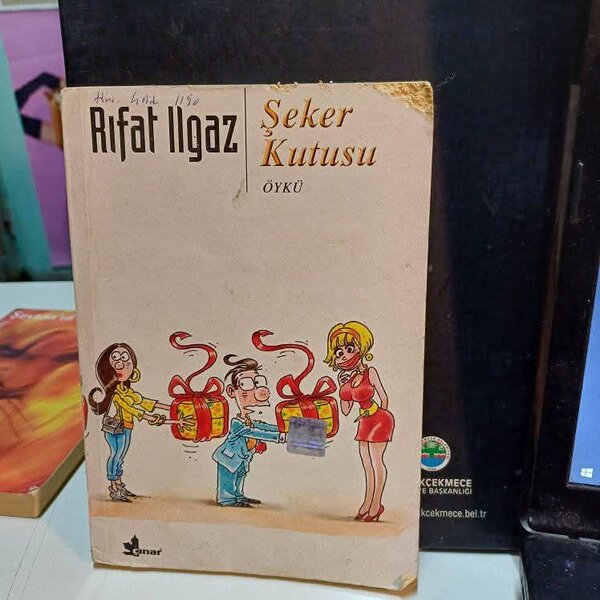 Rıfat Ilgaz
Şeker
Kutusu
ÖYKÜ
çınar
KÇEKMECE
E BAŞKANLIĞI
kcekmece.bel.tr